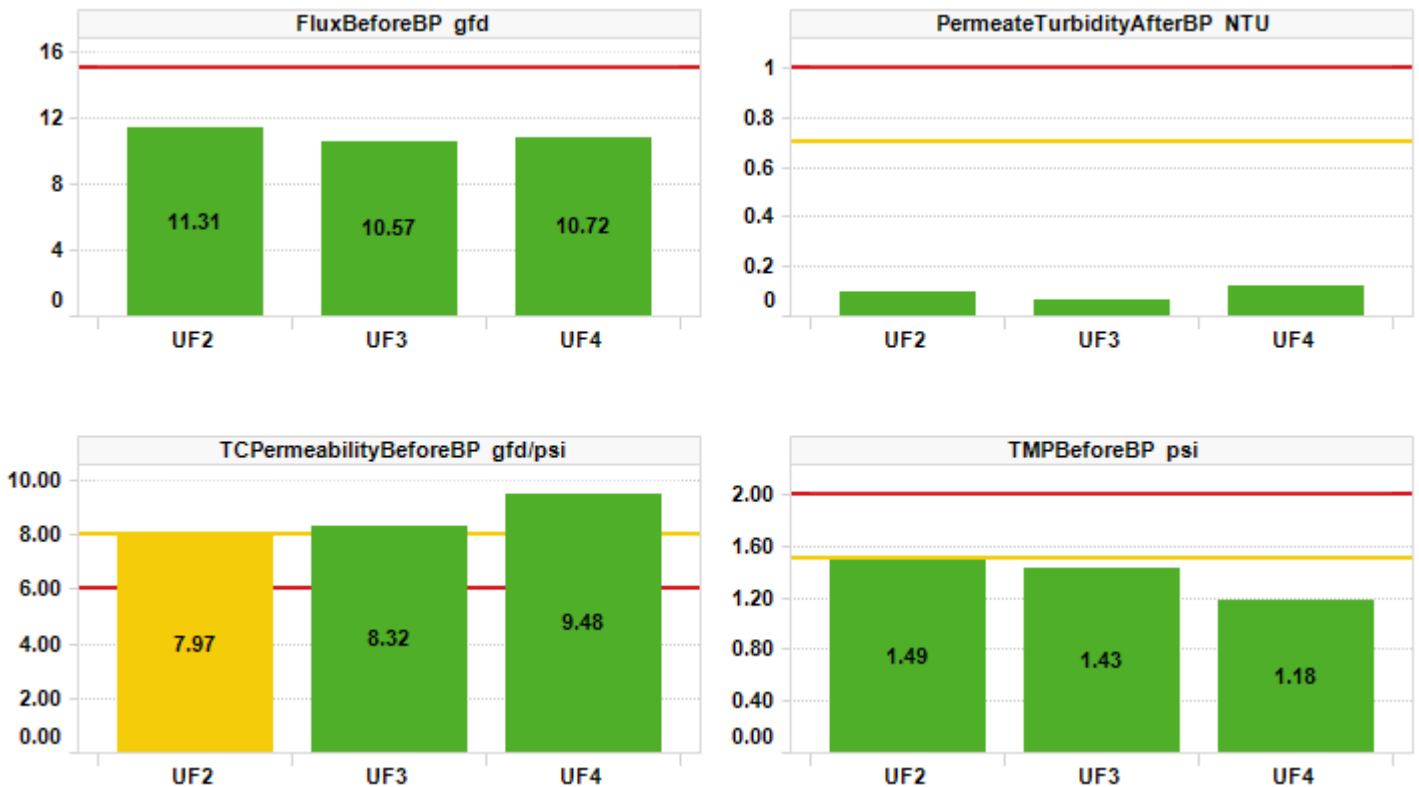 FluxBeforeBP gfd
16
12
8
4
0
11.31
10.57
10.72
UF2
UF3
UF4
PermeateTurbidityAfterBP NTU
1
0.8
0.6
0.4
0.2
0
UF2
UF3
UF4
TCPermeabilityBeforeBP gfd/psi
10.00
8.00
6.00
4.00
2.00
0.00
7.97
8.32
9.48
UF2
UF3
UF4
TMPBeforeBP psi
2.00
1.60
1.20
0.80
0.40
0.00
1.49
1.43
1.18
UF2
UF3
UF4